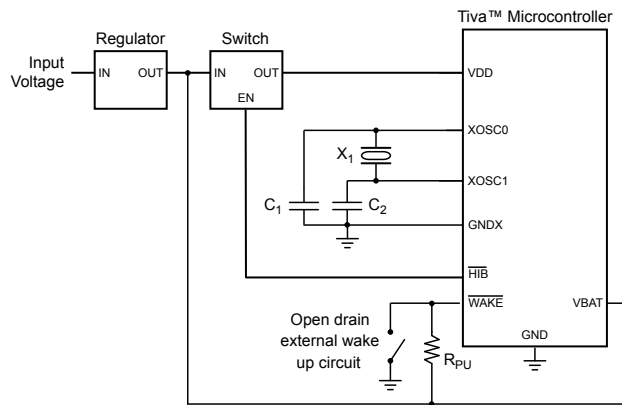 Tiva™ Microcontroller
Regulator
Switch
Input
Voltage
IN
OUT
IN
OUT
EN
VDD
XOSC0
X1
XOSC1
C1
C2
GNDX
HIB
WAKE
VBAT
Open drain
external wake
up circuit
RPU
GND